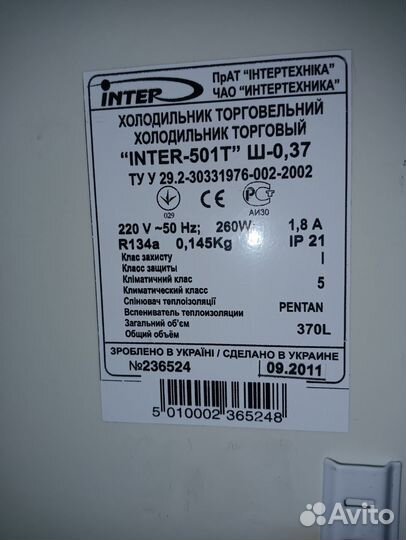 INTER
ПрАТ "ІНТЕРТЕХНІКА"
ЧАО "ИНТЕРТЕХНИКА"
ХОЛОДИЛЬНИК ТОРГОВЕЛЬНИЙ
ХОЛОДИЛЬНИК ТОРГОВЫЙ
"INTER-501T" Ш-0,37
ТУ У 29.2-30331976-002-2002
029
АИ30
220 V ~50 Hz; 260W; 1,8 A
R134a 0,145Kg IP 21
Клас захисту
Класс защиты I
Кліматичний клас
Климатический класс 5
Спінювач теплоізоляції
Вспениватель теплоизоляции PENTAN
Загальний об'єм
Общий объём 370L
ЗРОБЛЕНО В УКРАЇНІ / СДЕЛАНО В УКРАИНЕ
№236524 09.2011
5 010002 365248
Avito